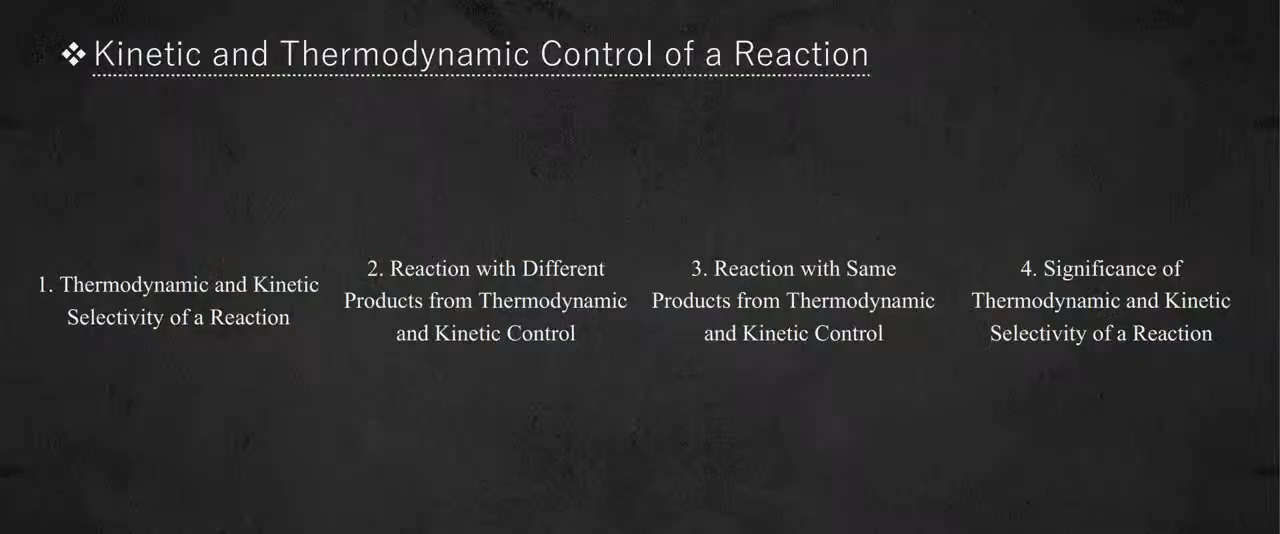 ❖ Kinetic and Thermodynamic Control of a Reaction
1. Thermodynamic and Kinetic
Selectivity of a Reaction
2. Reaction with Different
Products from Thermodynamic
and Kinetic Control
3. Reaction with Same
Products from Thermodynamic
and Kinetic Control
4. Significance of
Thermodynamic and Kinetic
Selectivity of a Reaction